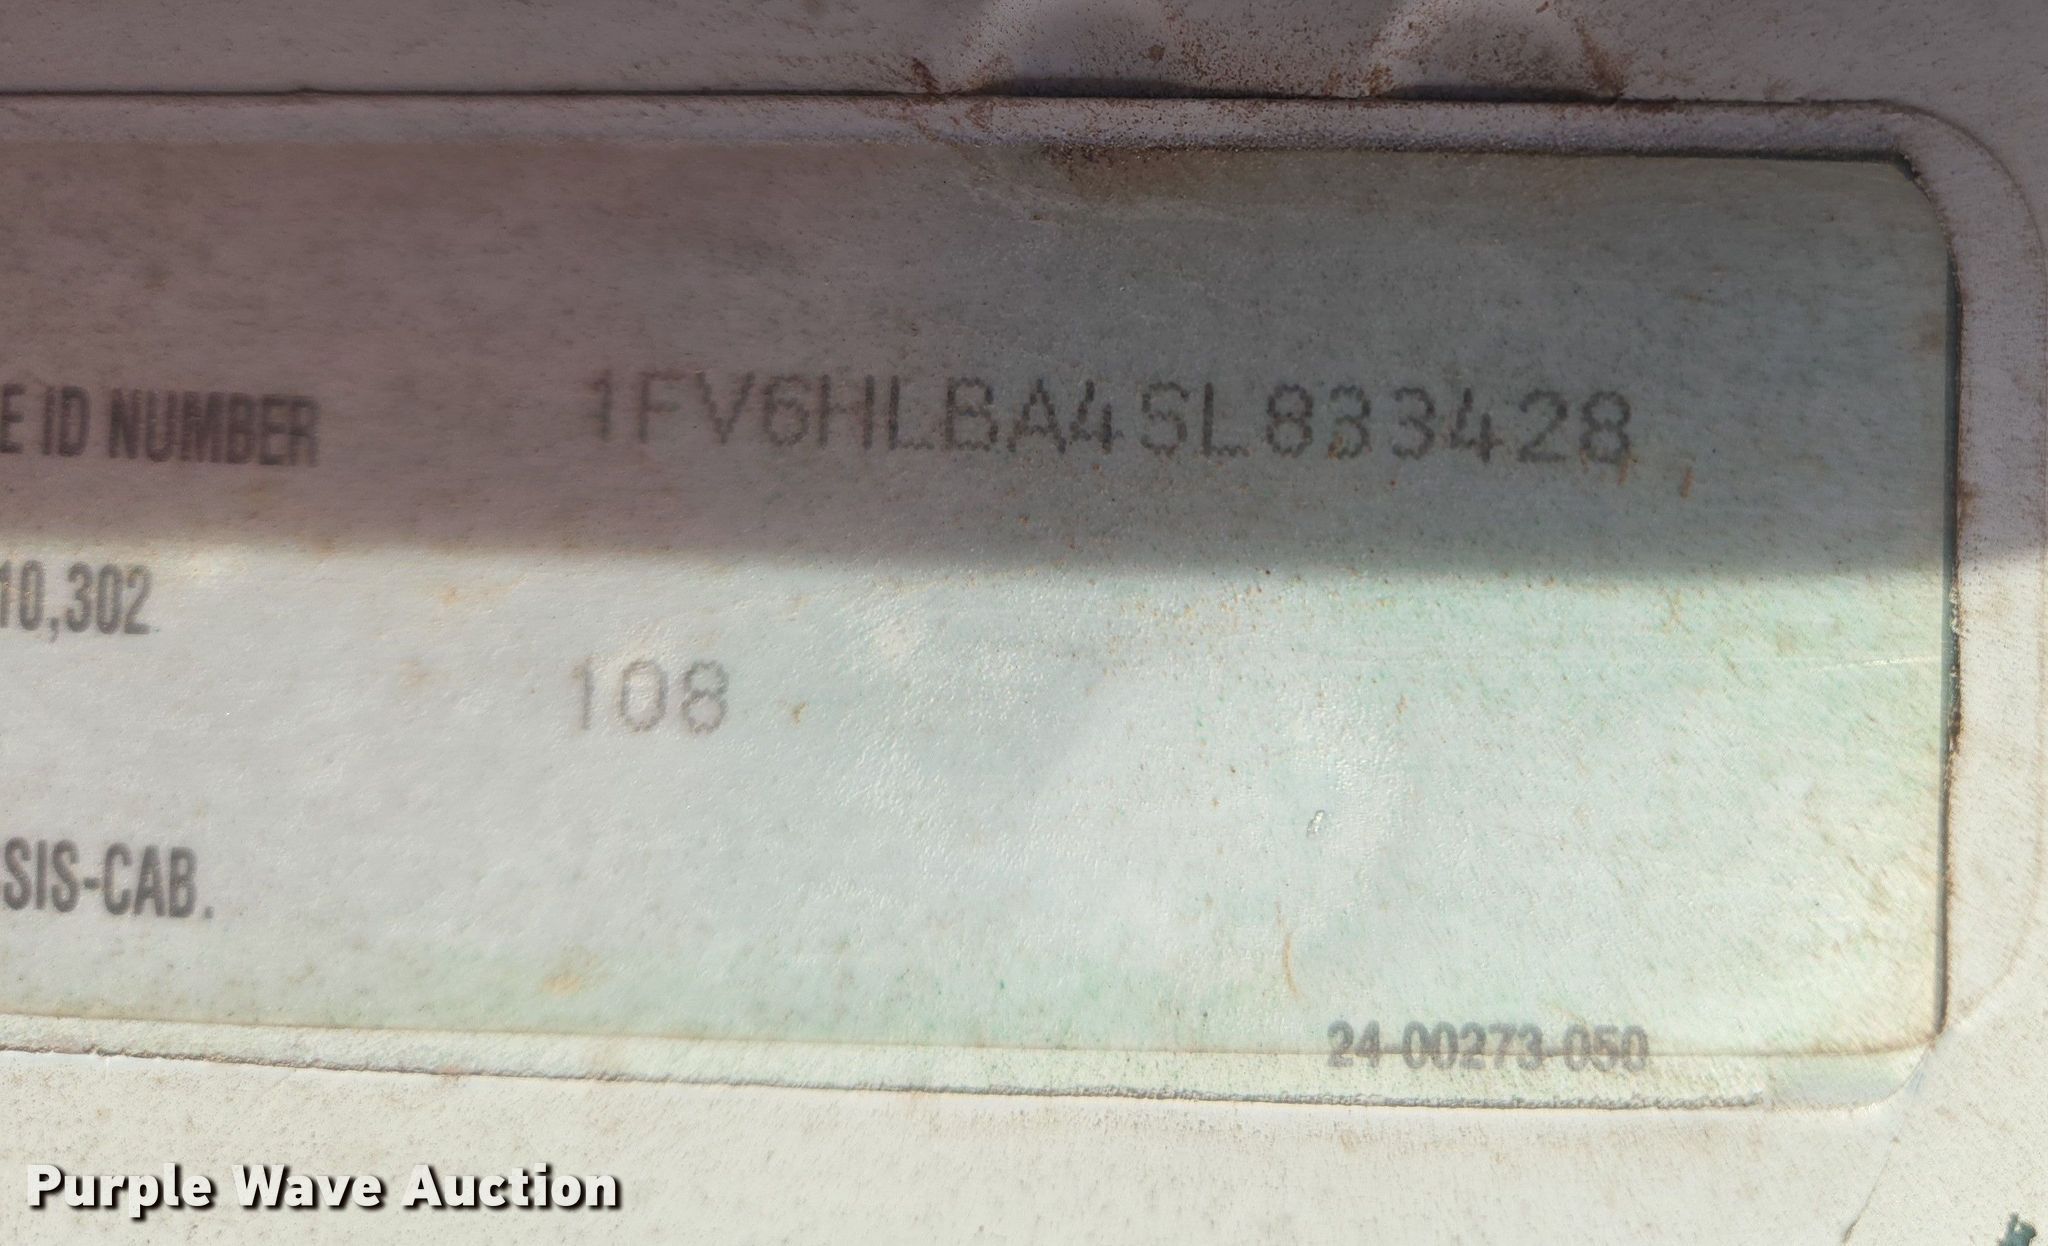 E ID NUMBER 1FV6HLBA4SL833428
10,302
108
SIS-CAB.
24-00273-050
Purple Wave Auction